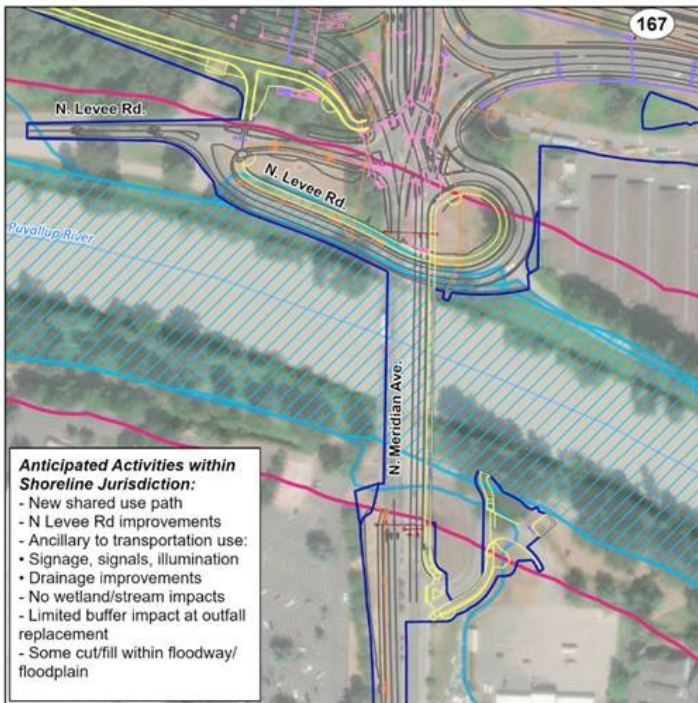 167
N. Levee Rd.
N. Levee Rd.
Puyallup River
N. Meridian Ave.
Anticipated Activities within
Shoreline Jurisdiction:
- New shared use path
- N Levee Rd improvements
- Ancillary to transportation use:
• Signage, signals, illumination
• Drainage improvements
- No wetland/stream impacts
- Limited buffer impact at outfall
replacement
- Some cut/fill within floodway/
floodplain